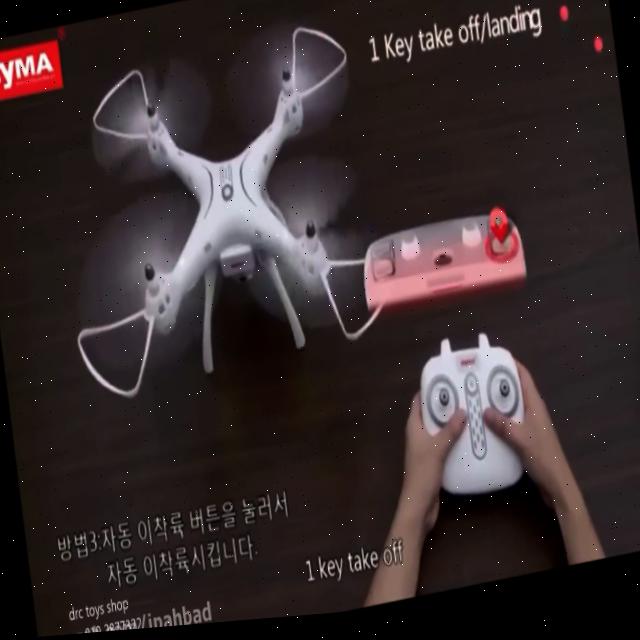 YMA
1 Key take off/landing
방법3:자동 이착륙 버튼을 눌러서
자동 이착륙시킵니다.
1 key take off
drc toys shop
/inahbad